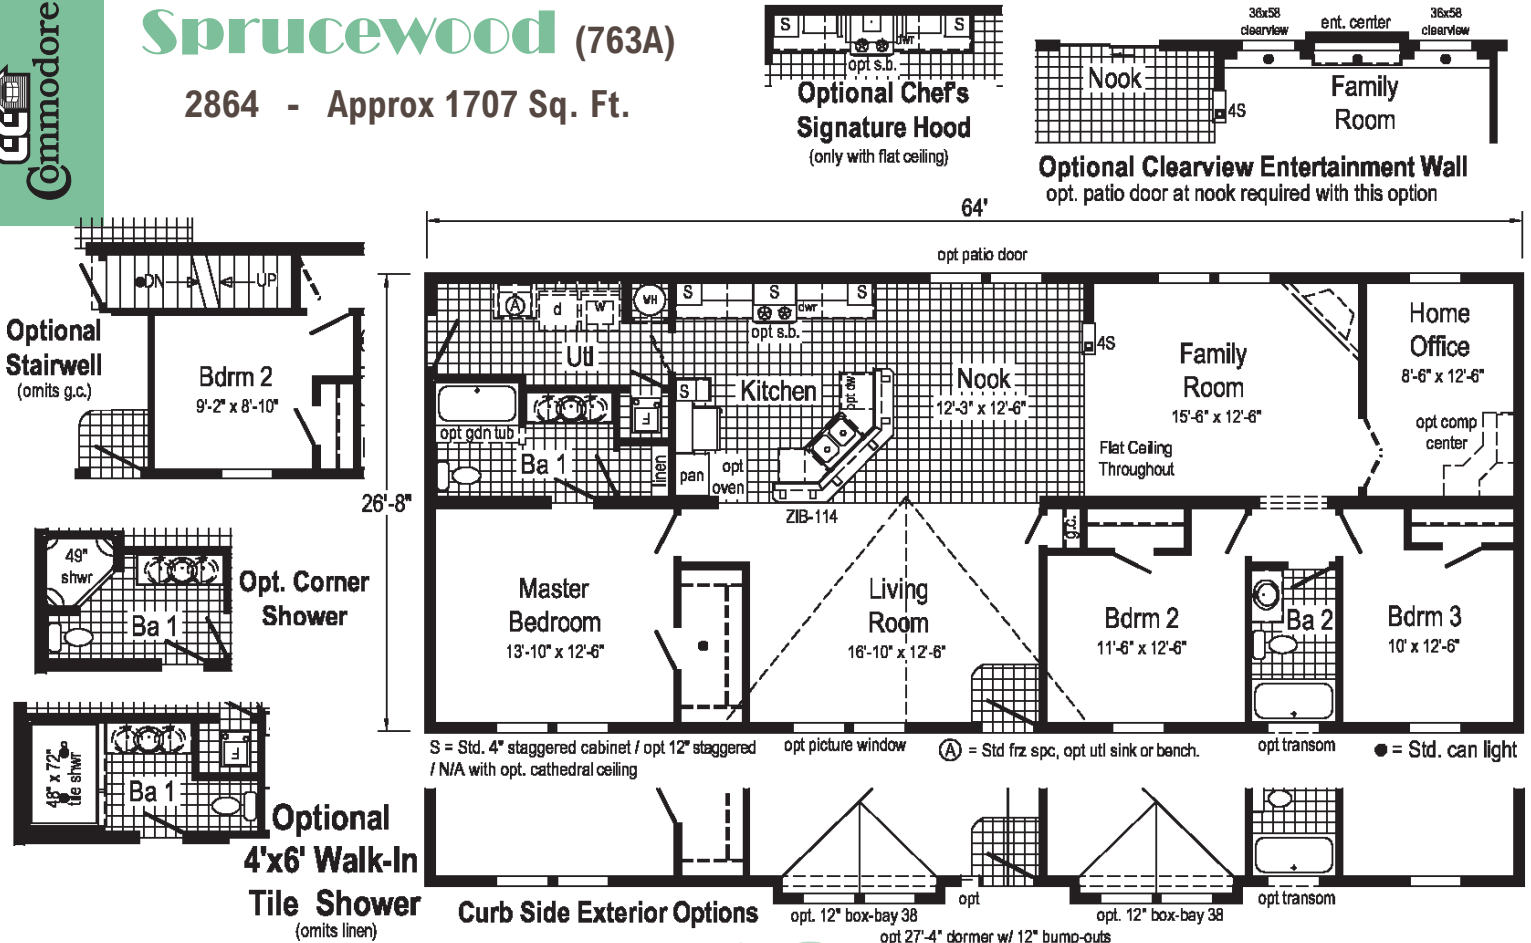 Commodore
Sprucewood (763A)
2864 - Approx 1707 Sq. Ft.
S
S
dwr
opt s.b.
Optional Chef's
Signature Hood
(only with flat ceiling)
36x58
clearview
ent. center
36x58
clearview
Nook
4S
Family
Room
Optional Clearview Entertainment Wall
opt. patio door at nook required with this option
64'
opt patio door
DN
UP
Optional
Stairwell
(omits g.c.)
Bdrm 2
9'-2" x 8'-10"
26'-8"
A
d
w
WH
Utl
S
S
S
dwr
opt s.b.
Kitchen
S
opt dw
pan
opt
oven
ZIB-114
Nook
12'-3" x 12'-6"
4S
Family
Room
15'-6" x 12'-6"
Flat Ceiling
Throughout
Home
Office
8'-6" x 12'-6"
opt comp
center
opt gdn tub
Ba 1
linen
Master
Bedroom
13'-10" x 12'-6"
Living
Room
16'-10" x 12'-6"
g.c.
Bdrm 2
11'-6" x 12'-6"
Ba 2
Bdrm 3
10' x 12'-6"
49"
shwr
Ba 1
Opt. Corner
Shower
48" x 72"
tile shwr
Ba 1
Optional
4'x6' Walk-In
Tile Shower
(omits linen)
S = Std. 4" staggered cabinet / opt 12" staggered
/ N/A with opt. cathedral ceiling
opt picture window
A = Std frz spc, opt utl sink or bench.
opt transom
● = Std. can light
Curb Side Exterior Options
opt. 12" box-bay 38
opt
opt. 12" box-bay 38
opt transom
opt 27'-4" dormer w/ 12" bump-outs